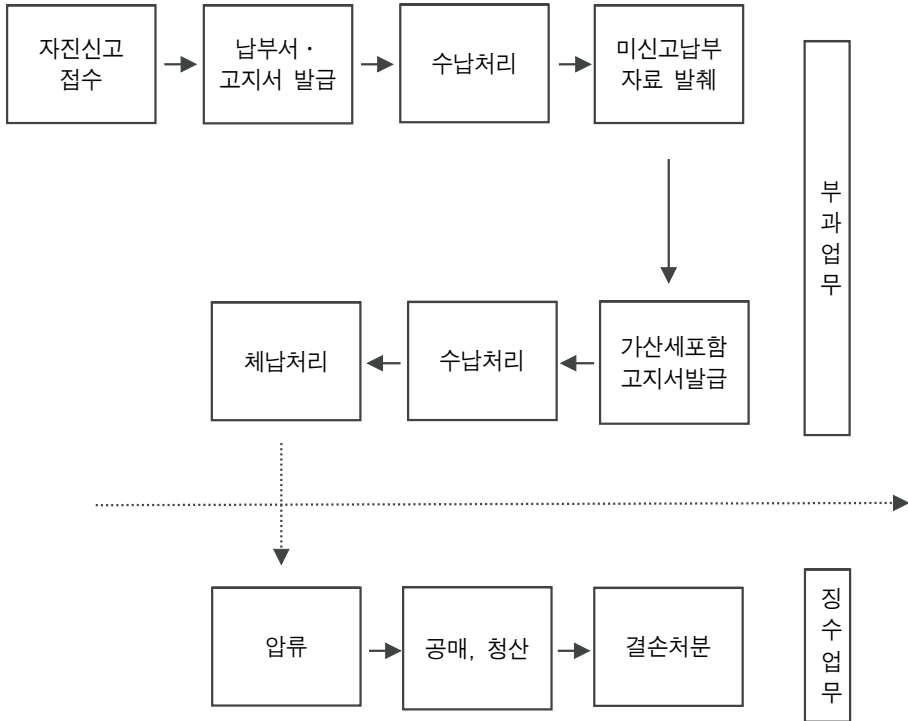 자진신고
접수
납부서·
고지서 발급
수납처리
미신고납부
자료 발췌
부과업무
체납처리
수납처리
가산세포함
고지서발급
압류
공매, 청산
결손처분
징수업무